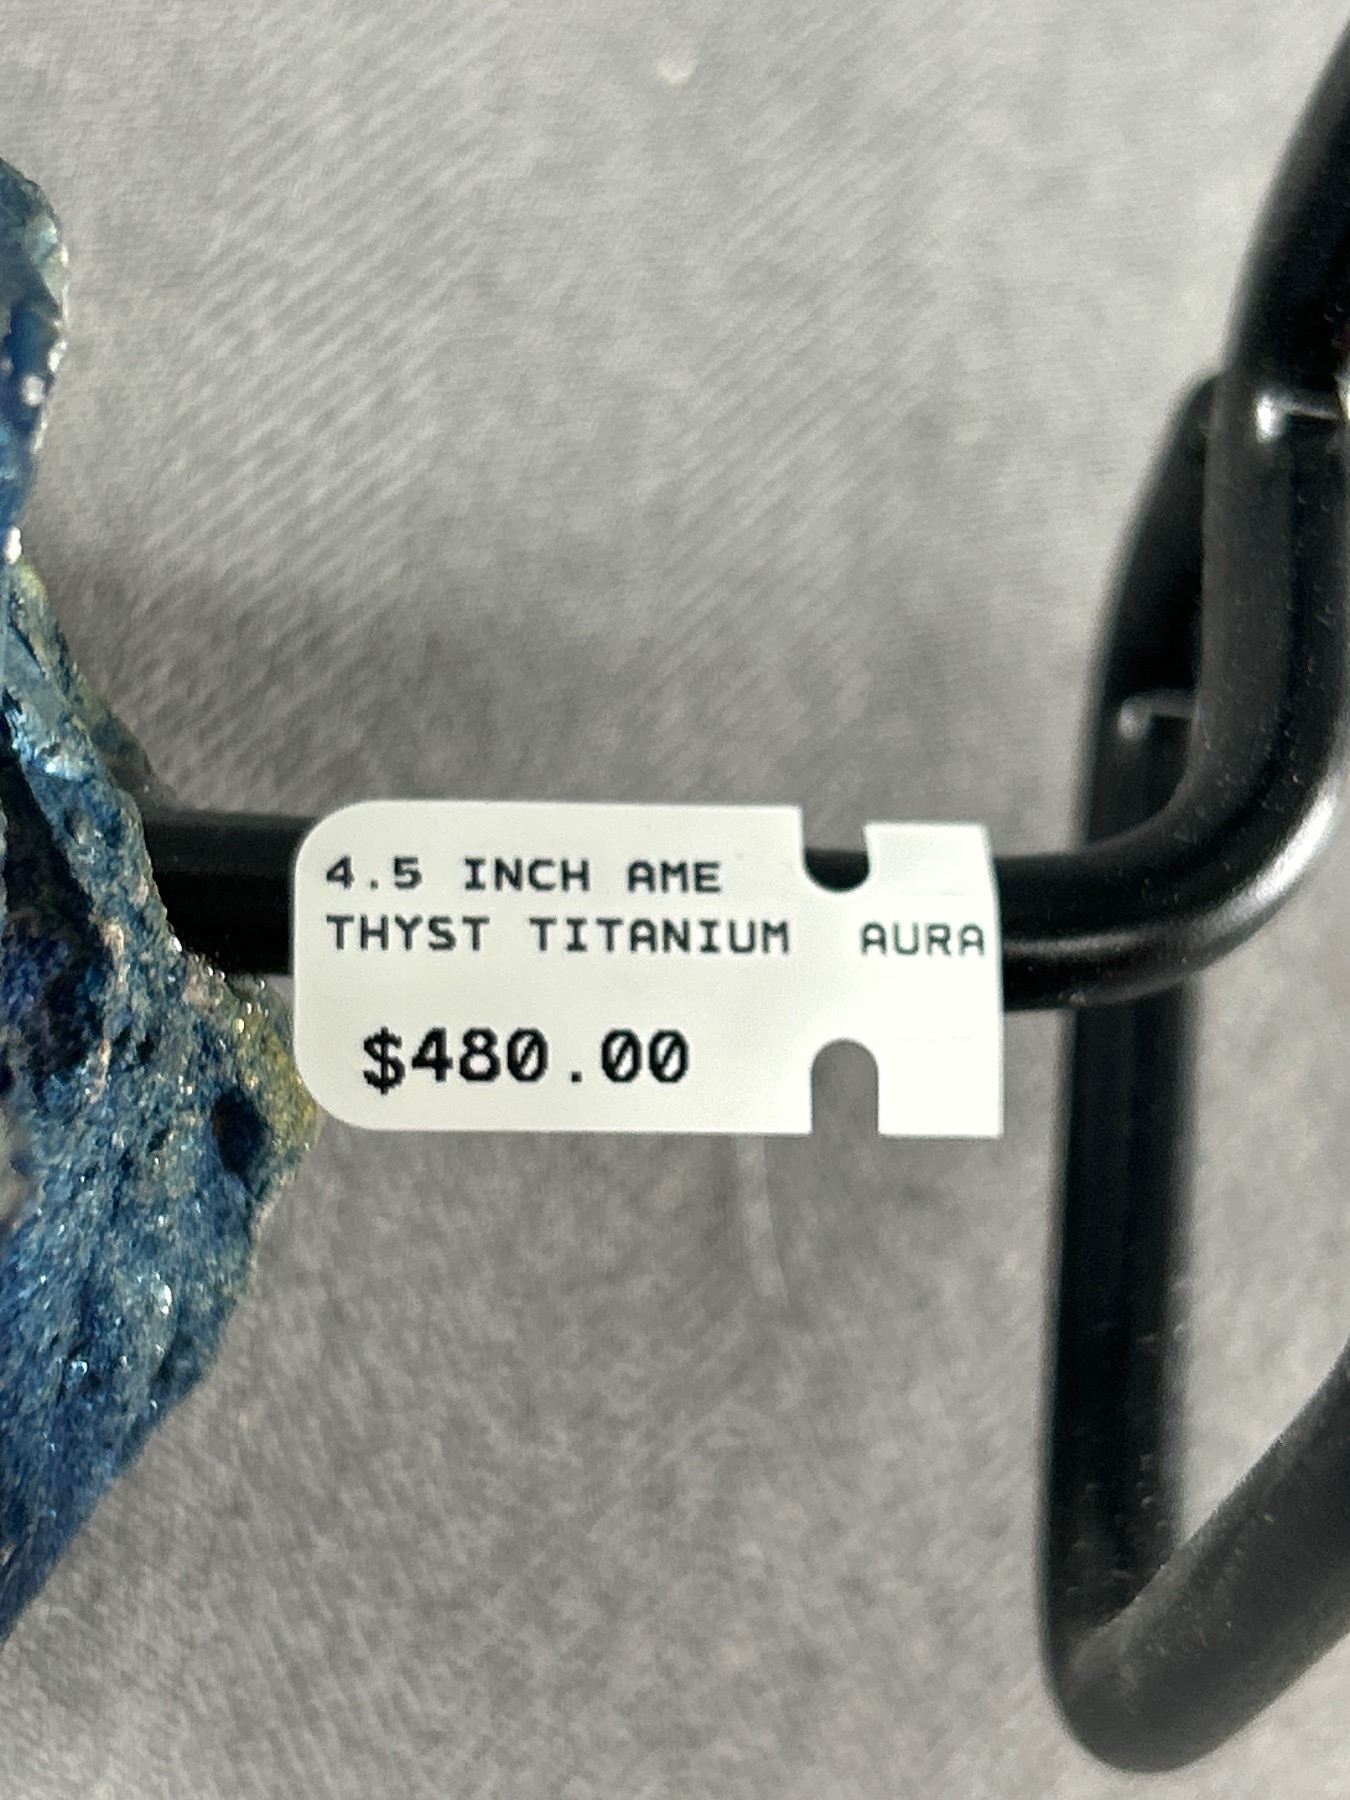 4.5 INCH AME
THYST TITANIUM AURA
$480.00